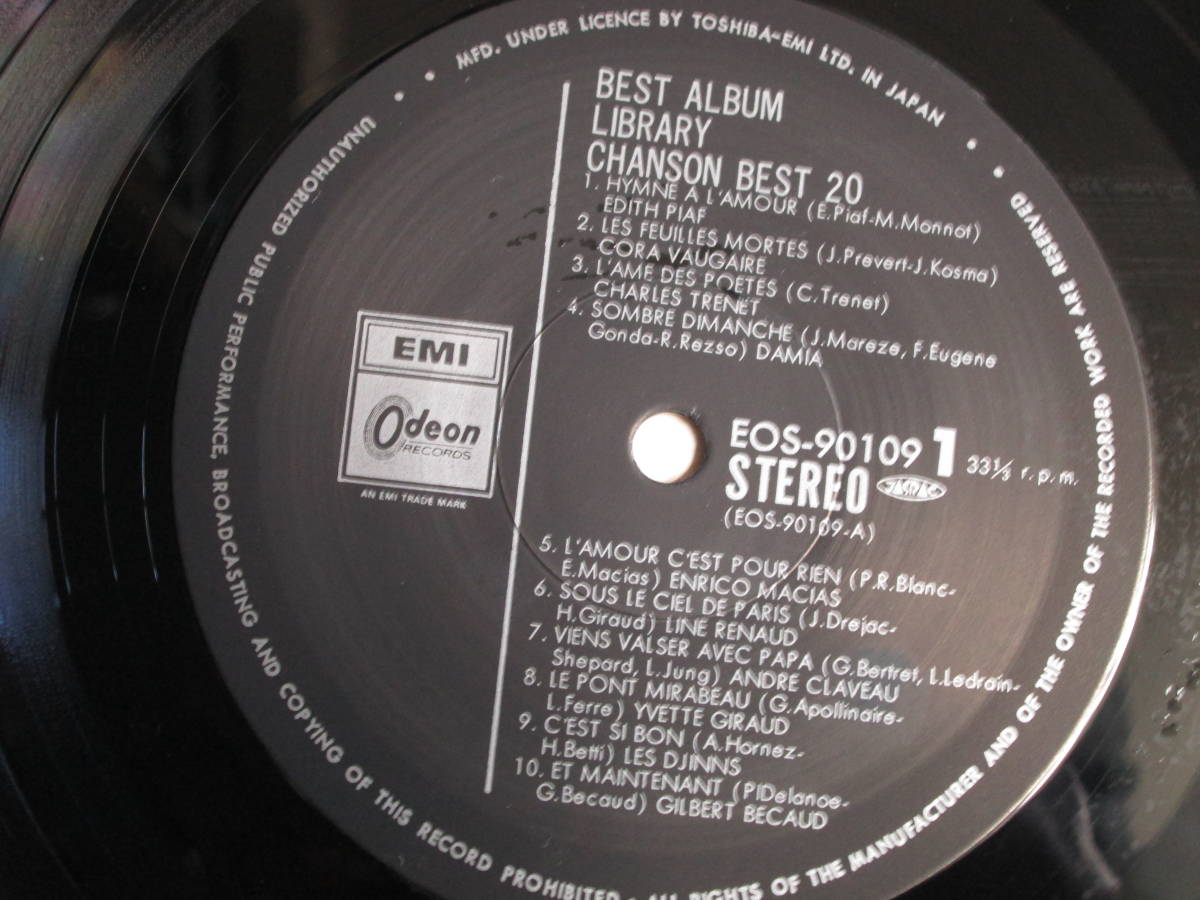 MFD. UNDER LICENCE BY TOSHIBA-EMI LTD. IN JAPAN
BEST ALBUM
LIBRARY
CHANSON BEST 20
1. HYMNE A L'AMOUR (E.Piaf-M.Monnot)
EDITH PIAF
2. LES FEUILLES MORTES (J.Prevert-J.Kosma)
CORA VAUGAIRE
3. L'AME DES POETES (C.Trenet)
CHARLES TRENET
4. SOMBRE DIMANCHE (J.Mareze, F.Eugene
Gonda-R.Rezso) DAMIA
EMI
Odeon
RECORDS
AN EMI TRADE MARK
EOS-90109 1
33⅓ r.p.m.
STEREO
JASRAC
(EOS-90109-A)
5. L'AMOUR C'EST POUR RIEN (P.R.Blanc-
E.Macias) ENRICO MACIAS
6. SOUS LE CIEL DE PARIS (J.Drejac-
H.Giraud) LINE RENAUD
7. VIENS VALSER AVEC PAPA (G.Bertret, L.Ledrain-
Shepard, L.Jung) ANDRE CLAVEAU
8. LE PONT MIRABEAU (G.Apollinaire-
L.Ferre) YVETTE GIRAUD
9. C'EST SI BON (A.Hornez-
H.Betti) LES DJINNS
10. ET MAINTENANT (PIDelanoe-
G.Becaud) GILBERT BECAUD
UNAUTHORIZED PUBLIC PERFORMANCE, BROADCASTING AND COPYING OF THIS RECORD PROHIBITED • ALL RIGHTS OF THE MANUFACTURER AND OF THE OWNER OF THE RECORDED WORK ARE RESERVED